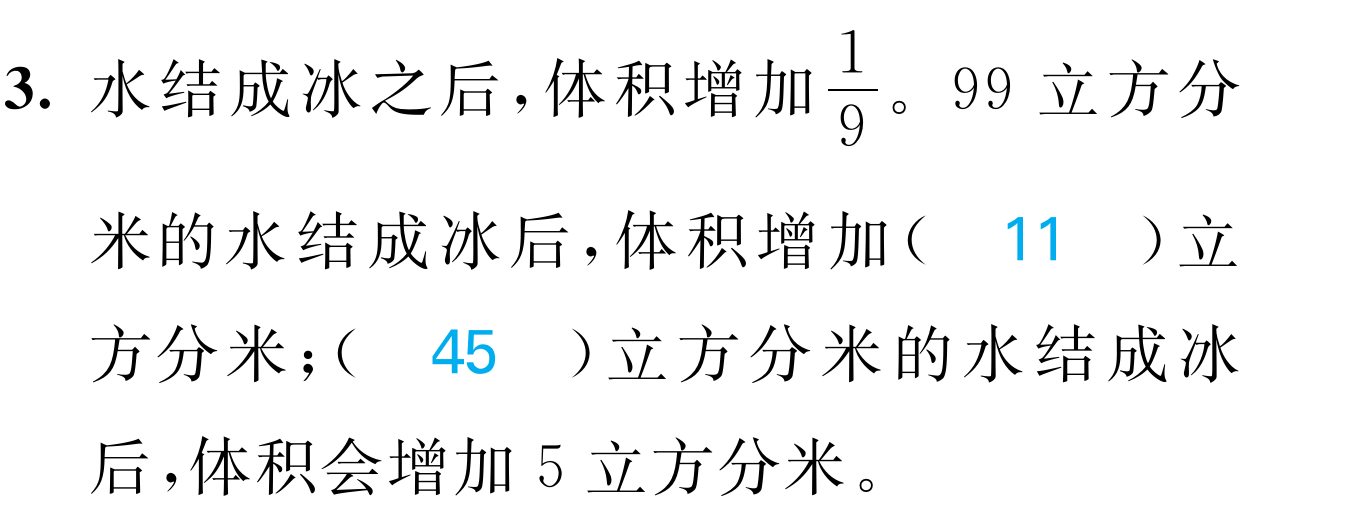 3. 水结成冰之后,体积增加1/9。99 立方分
米的水结成冰后,体积增加( 11 )立
方分米;( 45 )立方分米的水结成冰
后,体积会增加 5 立方分米。